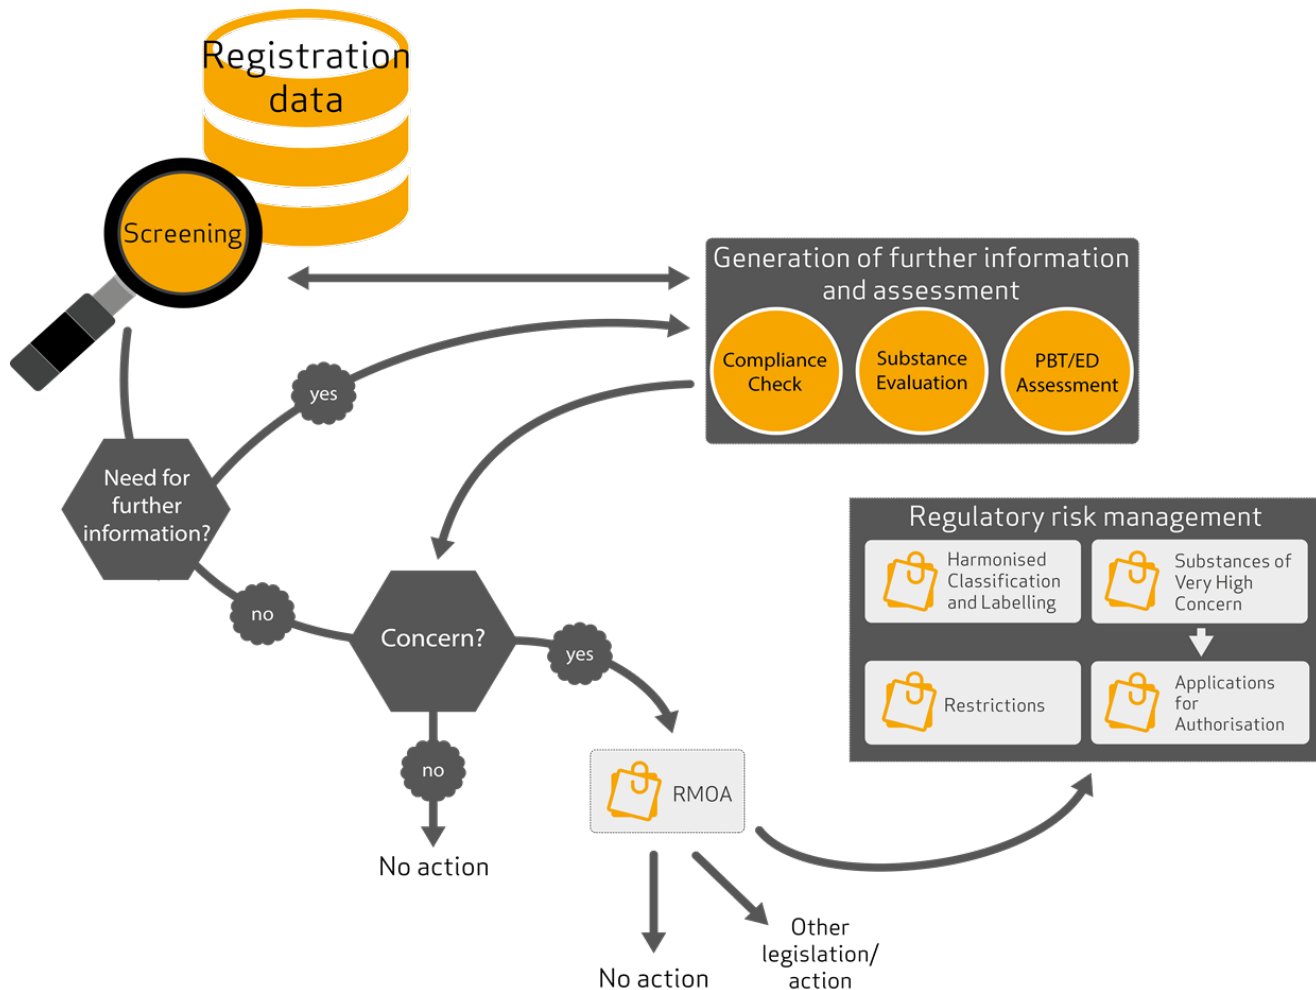 Registration
data
Screening
Generation of further information
and assessment
Compliance
Check
Substance
Evaluation
PBT/ED
Assessment
yes
Need for
further
information?
no
Concern?
yes
no
No action
RMOA
No action
Other
legislation/
action
Regulatory risk management
Harmonised
Classification
and Labelling
Substances of
Very High
Concern
Restrictions
Applications
for
Authorisation